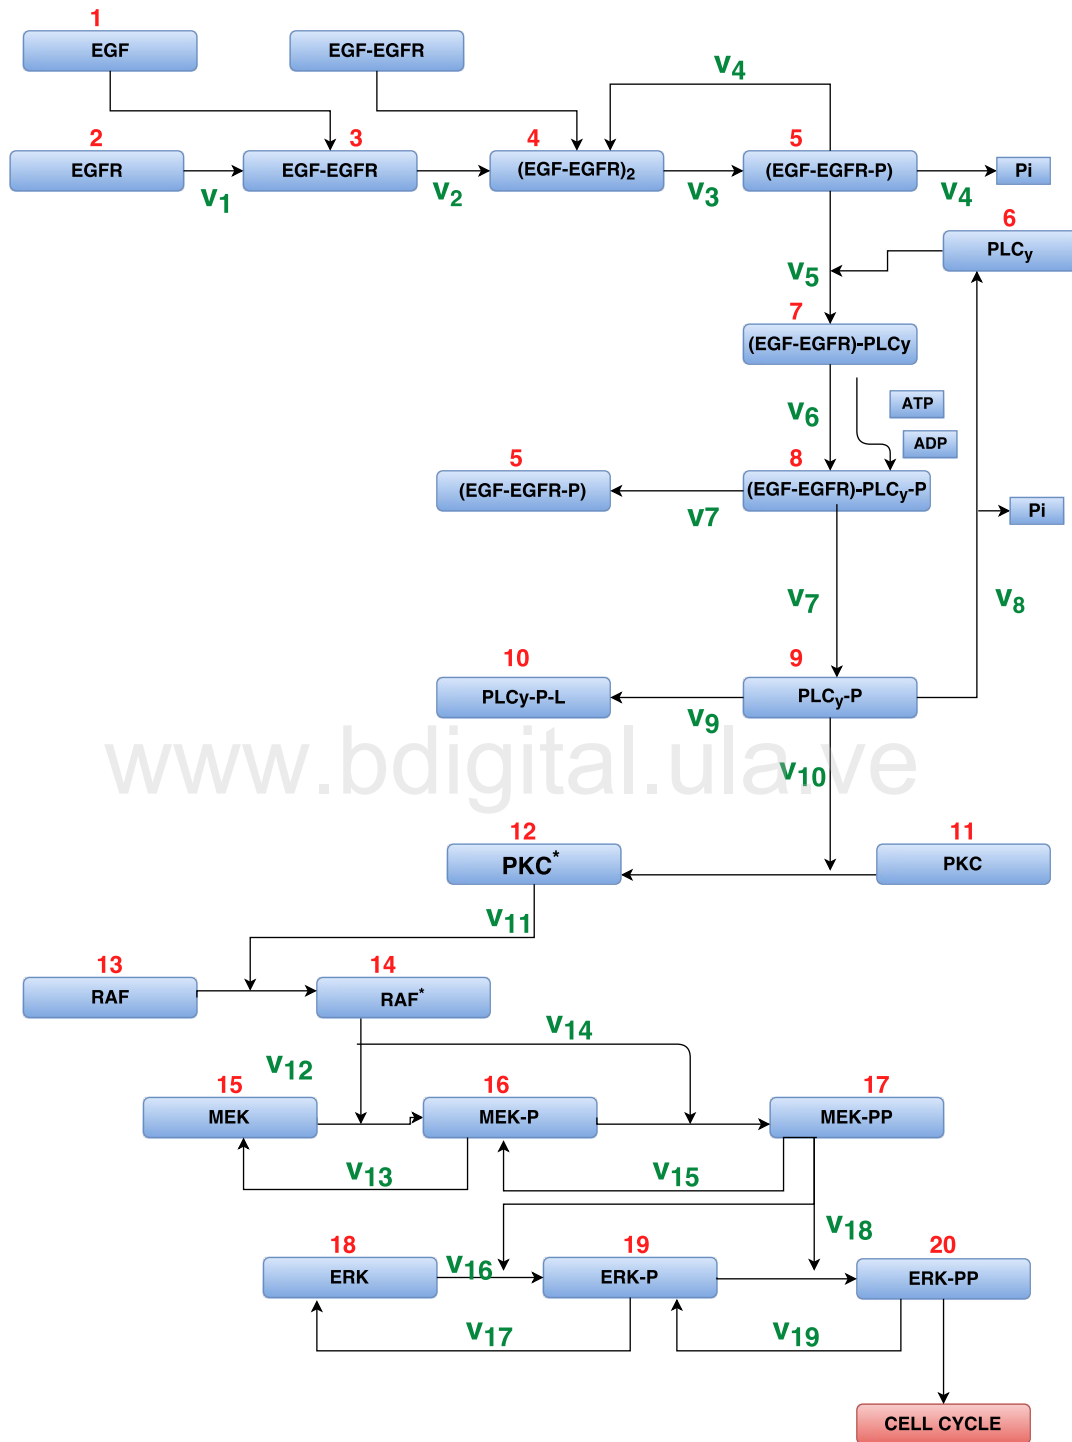 1
EGF
EGF-EGFR
v4
2
3
4
5
EGFR
EGF-EGFR
(EGF-EGFR)2
(EGF-EGFR-P)
Pi
v1
v2
v3
v4
6
PLCy
v5
7
(EGF-EGFR)-PLCy
v6
ATP
ADP
5
8
(EGF-EGFR-P)
(EGF-EGFR)-PLCy-P
v7
Pi
v7
v8
10
9
PLCy-P-L
PLCy-P
v9
www.bdigital.ula.ve
v10
12
11
PKC*
PKC
v11
13
14
RAF
RAF*
v14
v12
15
16
17
MEK
MEK-P
MEK-PP
v13
v15
v18
18
19
20
v16
ERK
ERK-P
ERK-PP
v17
v19
CELL CYCLE